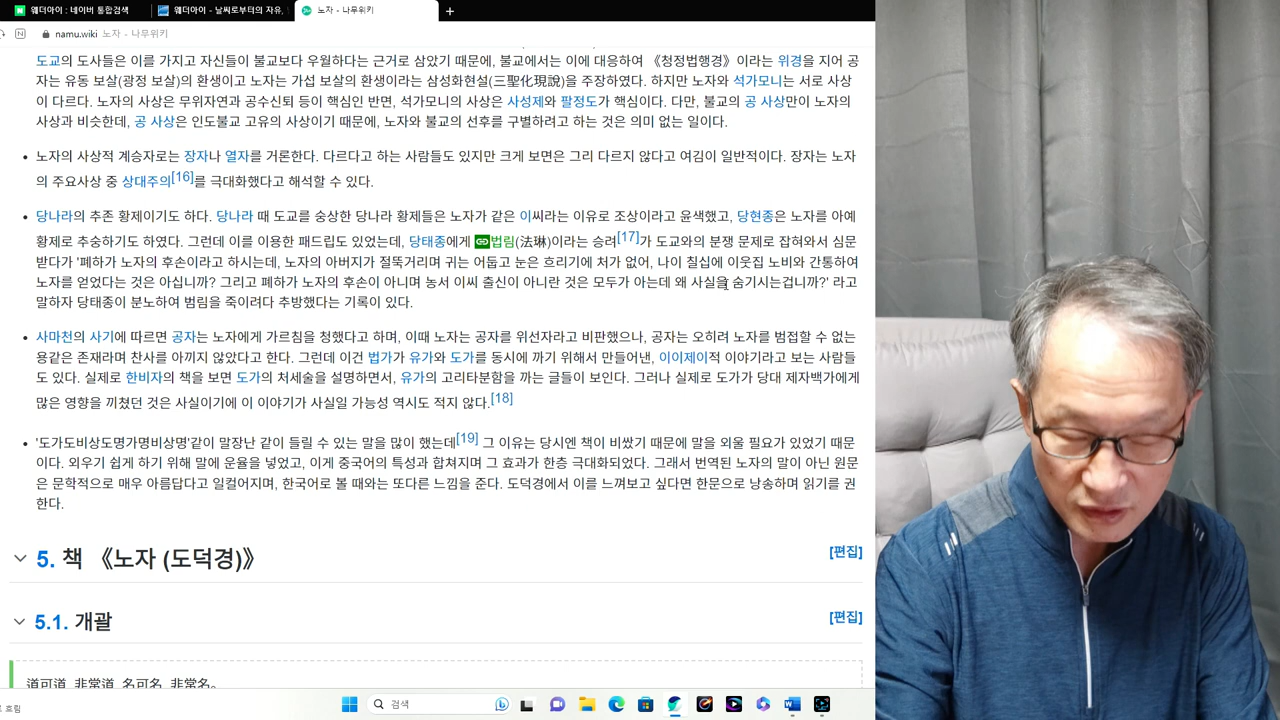 웨더아이 : 네이버 통합검색
웨더아이 - 날씨로부터의 자유,
노자 - 나무위키
namu.wiki 노자 - 나무위키
도교의 도사들은 이를 가지고 자신들이 불교보다 우월하다는 근거로 삼았기 때문에, 불교에서는 이에 대응하여 《청정법행경》이라는 위경을 지어 공
자는 유동 보살(광정 보살)의 환생이고 노자는 가섭 보살의 환생이라는 삼성화현설(三聖化現說)을 주장하였다. 하지만 노자와 석가모니는 서로 사상
이 다르다. 노자의 사상은 무위자연과 공수신퇴 등이 핵심인 반면, 석가모니의 사상은 사성제와 팔정도가 핵심이다. 다만, 불교의 공 사상만이 노자의
사상과 비슷한데, 공 사상은 인도불교 고유의 사상이기 때문에, 노자와 불교의 선후를 구별하려고 하는 것은 의미 없는 일이다.
• 노자의 사상적 계승자로는 장자나 열자를 거론한다. 다르다고 하는 사람들도 있지만 크게 보면은 그리 다르지 않다고 여김이 일반적이다. 장자는 노자
의 주요사상 중 상대주의[16]를 극대화했다고 해석할 수 있다.
• 당나라의 추존 황제이기도 하다. 당나라 때 도교를 숭상한 당나라 황제들은 노자가 같은 이씨라는 이유로 조상이라고 윤색했고, 당현종은 노자를 아예
황제로 추숭하기도 하였다. 그런데 이를 이용한 패드립도 있었는데, 당태종에게 법림(法琳)이라는 승려[17]가 도교와의 분쟁 문제로 잡혀와서 심문
받다가 '폐하가 노자의 후손이라고 하시는데, 노자의 아버지가 절뚝거리며 귀는 어둡고 눈은 흐리기에 처가 없어, 나이 칠십에 이웃집 노비와 간통하여
노자를 얻었다는 것은 아십니까? 그리고 폐하가 노자의 후손이 아니며 농서 이씨 출신이 아니란 것은 모두가 아는데 왜 사실을 숨기시는겁니까?' 라고
말하자 당태종이 분노하여 범림을 죽이려다 추방했다는 기록이 있다.
• 사마천의 사기에 따르면 공자는 노자에게 가르침을 청했다고 하며, 이때 노자는 공자를 위선자라고 비판했으나, 공자는 오히려 노자를 범접할 수 없는
용같은 존재라며 찬사를 아끼지 않았다고 한다. 그런데 이건 법가가 유가와 도가를 동시에 까기 위해서 만들어낸, 이이제이적 이야기라고 보는 사람들
도 있다. 실제로 한비자의 책을 보면 도가의 처세술을 설명하면서, 유가의 고리타분함을 까는 글들이 보인다. 그러나 실제로 도가가 당대 제자백가에게
많은 영향을 끼쳤던 것은 사실이기에 이 이야기가 사실일 가능성 역시도 적지 않다.[18]
• '도가도비상도명가명비상명'같이 말장난 같이 들릴 수 있는 말을 많이 했는데[19] 그 이유는 당시엔 책이 비쌌기 때문에 말을 외울 필요가 있었기 때문
이다. 외우기 쉽게 하기 위해 말에 운율을 넣었고, 이게 중국어의 특성과 합쳐지며 그 효과가 한층 극대화되었다. 그래서 번역된 노자의 말이 아닌 원문
은 문학적으로 매우 아름답다고 일컬어지며, 한국어로 볼 때와는 또다른 느낌을 준다. 도덕경에서 이를 느껴보고 싶다면 한문으로 낭송하며 읽기를 권
한다.
5. 책 《노자 (도덕경)》 [편집]
5.1. 개괄 [편집]
道可道, 非常道, 名可名, 非常名。
흐림
검색